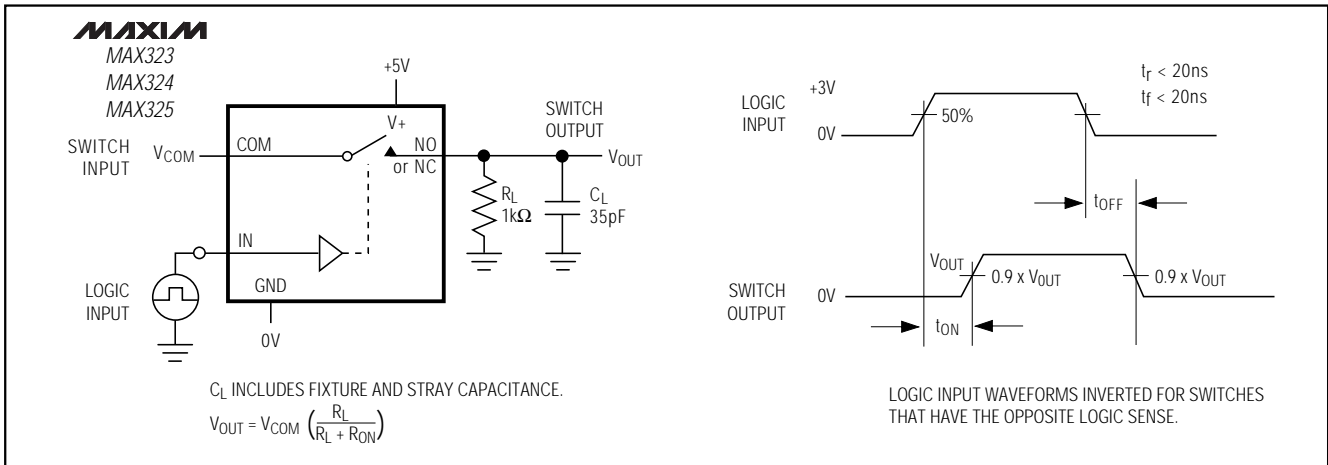 MAXIM
MAX323
MAX324
MAX325
+5V
V+
SWITCH
INPUT
VCOM
COM
NO
or NC
SWITCH
OUTPUT
VOUT
RL
1kΩ
CL
35pF
IN
LOGIC
INPUT
GND
0V
CL INCLUDES FIXTURE AND STRAY CAPACITANCE.
VOUT = VCOM (RL / RL + RON)
tr < 20ns
tf < 20ns
LOGIC
INPUT
+3V
0V
50%
tOFF
VOUT
0.9 x VOUT
0.9 x VOUT
SWITCH
OUTPUT
0V
tON
LOGIC INPUT WAVEFORMS INVERTED FOR SWITCHES
THAT HAVE THE OPPOSITE LOGIC SENSE.